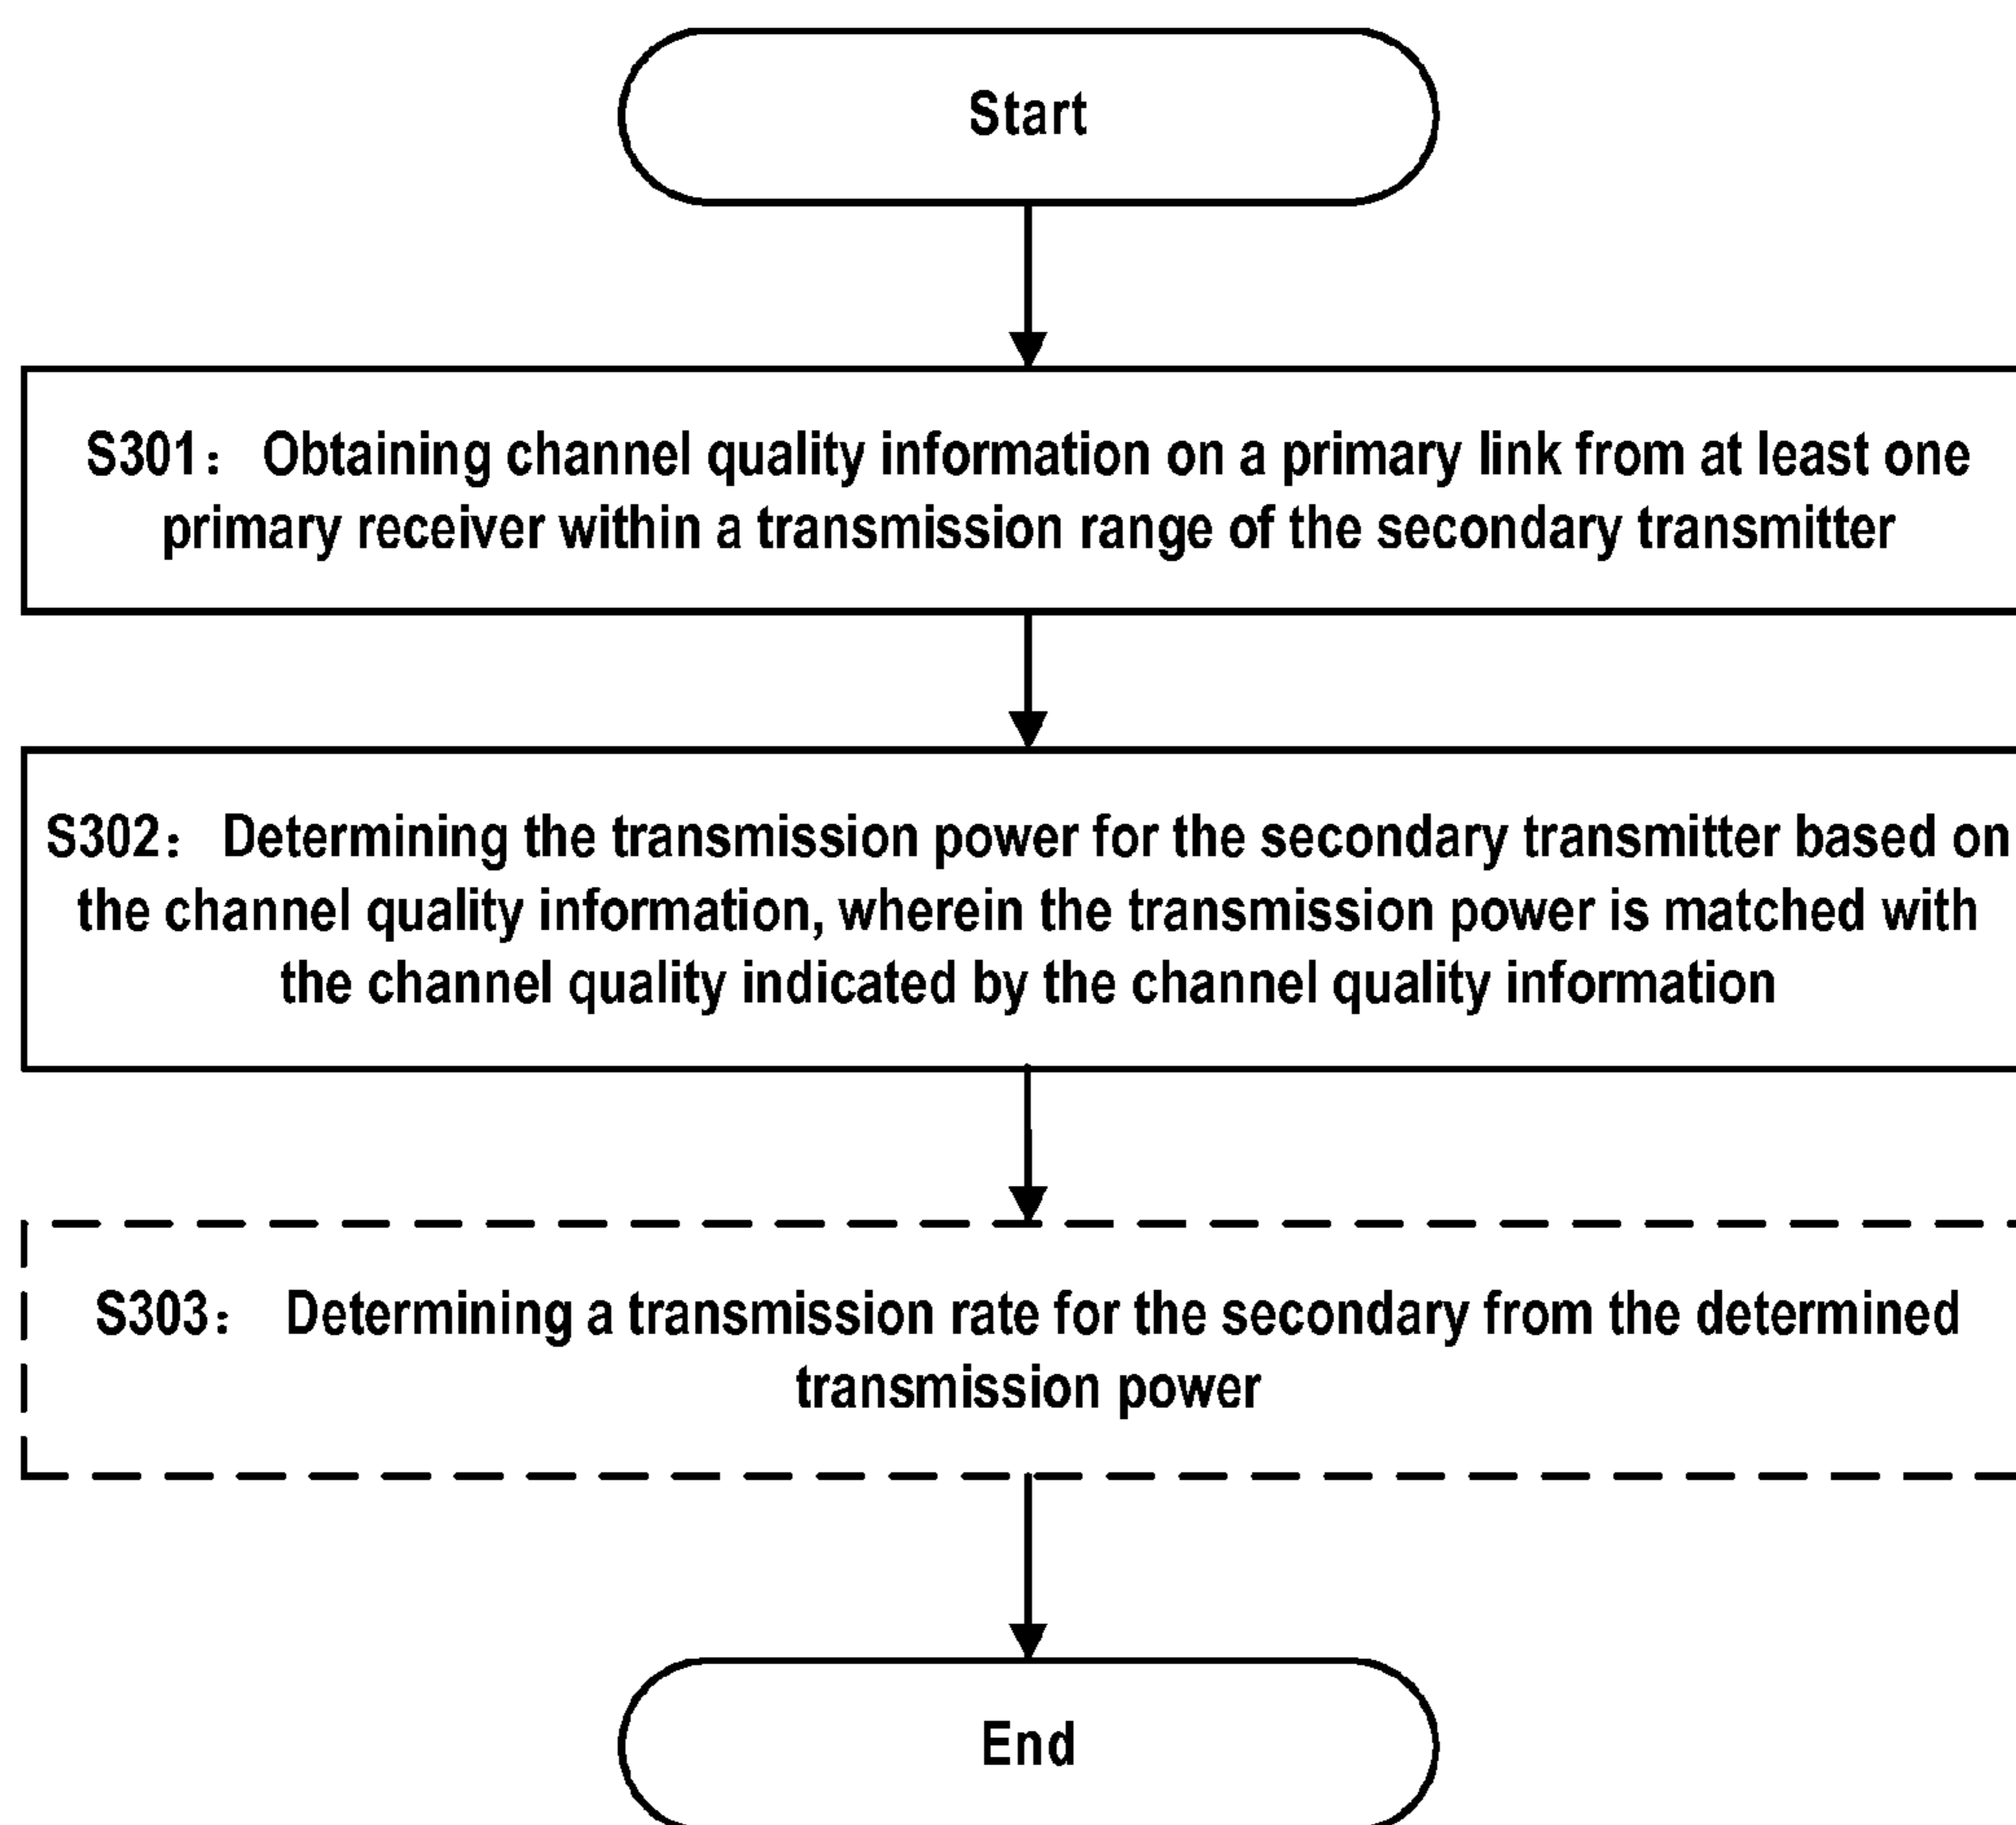 Start
S301： Obtaining channel quality information on a primary link from at least one
primary receiver within a transmission range of the secondary transmitter
S302： Determining the transmission power for the secondary transmitter based on
the channel quality information, wherein the transmission power is matched with
the channel quality indicated by the channel quality information
S303： Determining a transmission rate for the secondary from the determined
transmission power
End